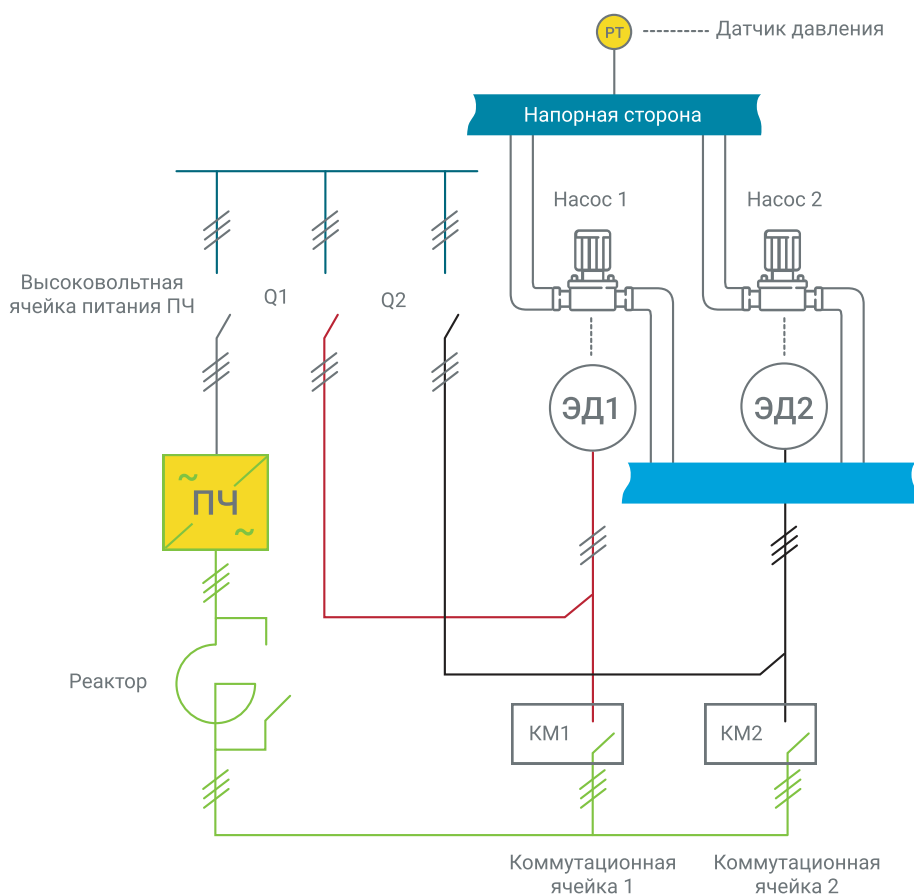 PT
Датчик давления
Напорная сторона
Насос 1
Насос 2
Высоковольтная
ячейка питания ПЧ
Q1
Q2
ЭД1
ЭД2
~
ПЧ
~
Реактор
КМ1
КМ2
Коммутационная
ячейка 1
Коммутационная
ячейка 2